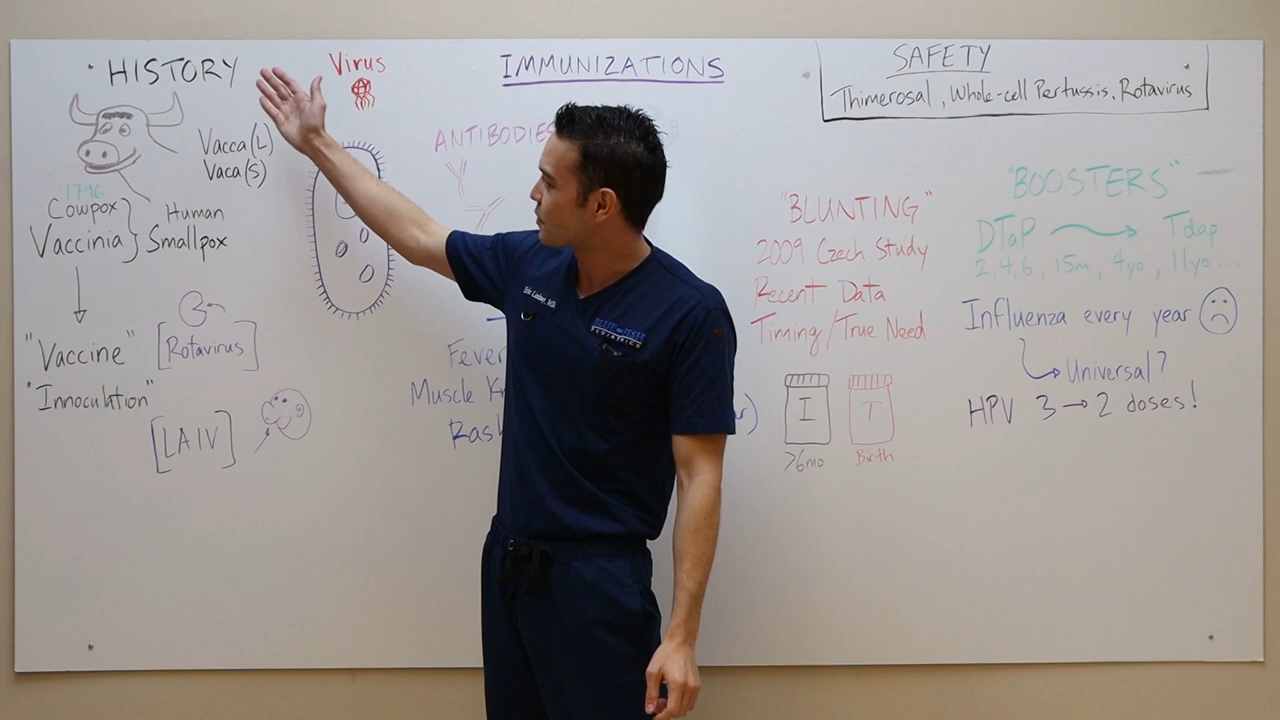 HISTORY
Vacca(L)
Vaca(S)
1796
Cowpox
Vaccinia
Human
Smallpox
"Vaccine"
"Innoculation"
[Rotavirus]
[LAIV]
Virus
IMMUNIZATIONS
ANTIBODIES
Fever
Muscle
Rash
SAFETY
Thimerosal, Whole-cell Pertussis, Rotavirus
"BLUNTING"
2009 Czech Study
Recent Data
Timing/True Need
I
T
>6mo
Birth
"BOOSTERS"
DTaP → Tdap
2,4,6, 15m, 4yo, 11yo...
Influenza every year
Universal?
HPV 3→2 doses!
PEDIATRICS